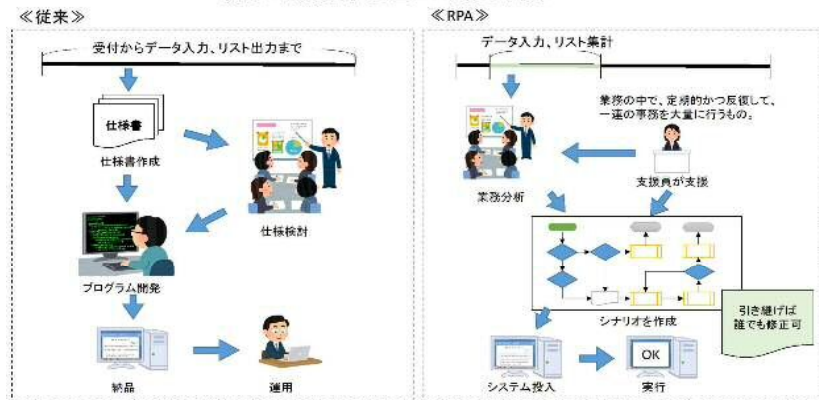 ≪従来≫
受付からデータ入力、リスト出力まで
仕様書
仕様書作成
仕様検討
プログラム開発
納品
運用
≪RPA≫
データ入力、リスト集計
業務の中で、定期的かつ反復して、
一連の事務を大量に行うもの。
業務分析
支援員が支援
シナリオを作成
引き継げば
誰でも修正可
システム投入
OK
実行